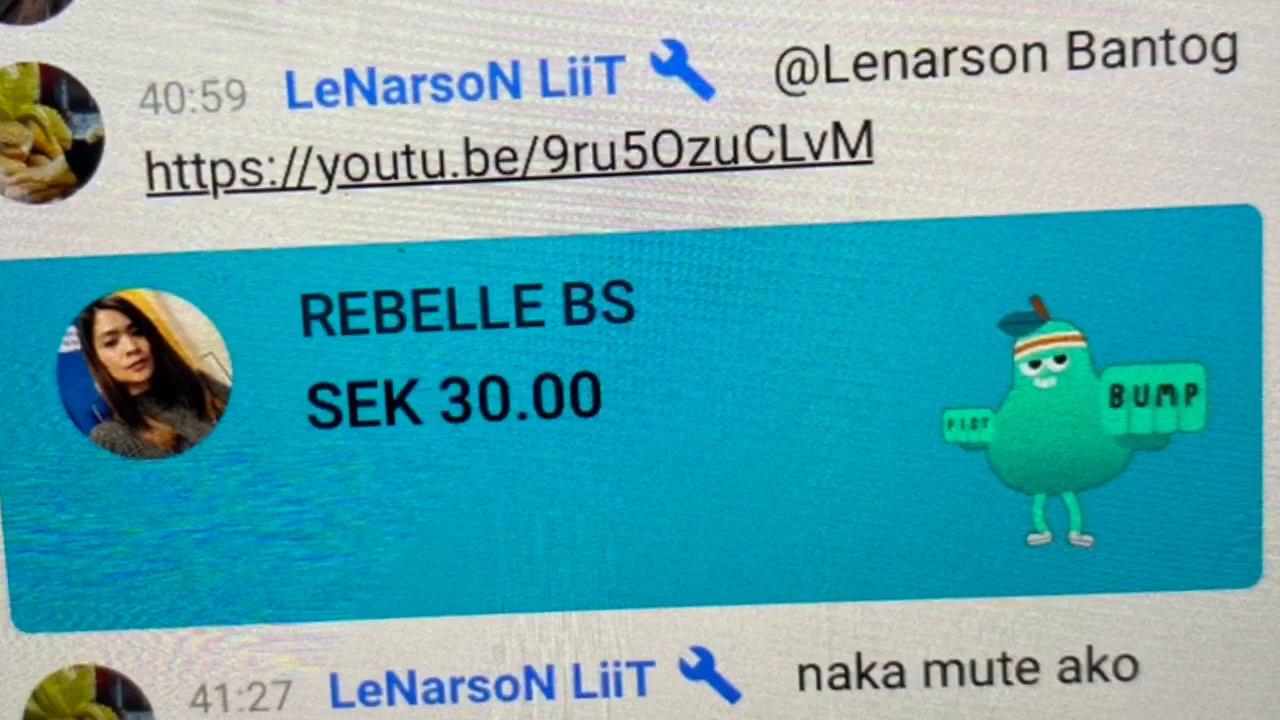 40:59 LeNarsoN LiiT @Lenarson Bantog
https://youtu.be/9ru5OzuCLvM
REBELLE BS
SEK 30.00
FIST BUMP
41:27 LeNarsoN LiiT naka mute ako